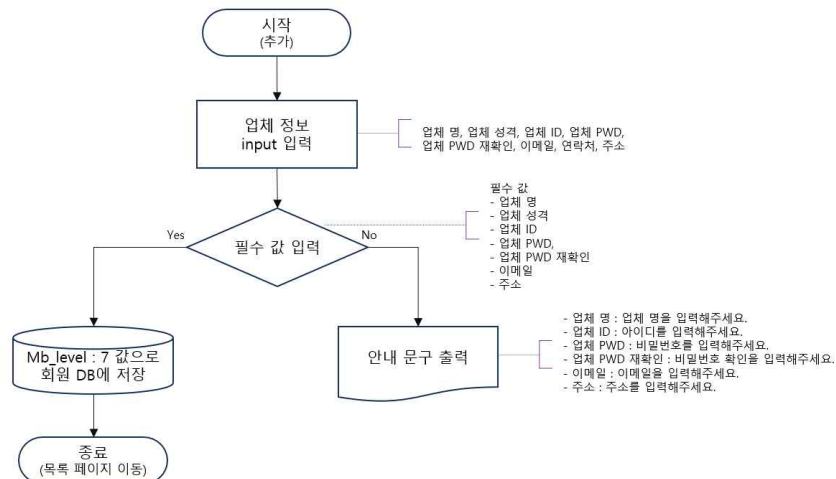 시작
(추가)
업체 정보
input 입력
업체 명, 업체 성격, 업체 ID, 업체 PWD,
업체 PWD 재확인, 이메일, 연락처, 주소
필수 값
- 업체 명
- 업체 성격
- 업체 ID
- 업체 PWD,
- 업체 PWD 재확인
- 이메일
- 주소
Yes
필수 값 입력
No
Mb_level : 7 값으로
회원 DB에 저장
안내 문구 출력
- 업체 명 : 업체 명을 입력해주세요.
- 업체 ID : 아이디를 입력해주세요.
- 업체 PWD : 비밀번호를 입력해주세요.
- 업체 PWD 재확인 : 비밀번호 확인을 입력해주세요.
- 이메일 : 이메일을 입력해주세요.
- 주소 : 주소를 입력해주세요.
종료
(목록 페이지 이동)